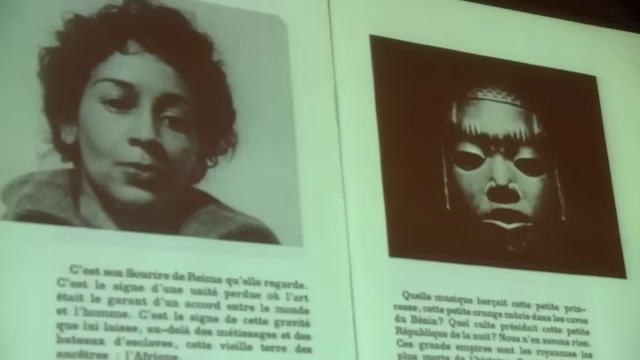 C'est son Sourire de Reims qu'elle regarde.
C'est le signe d'une unité perdue où l'art
était le garant d'un accord entre le monde
et l'homme. C'est le signe de cette gravité
que lui laisse, au-delà des métissages et des
bateaux d'esclaves, cette vieille terre des
ancêtres : l'Afrique.
Quelle musique berçait cette petite prin-
cesse, cette petite orange mûrie dans les caves
du Bénin? Quel culte présidait cette petite
République de la nuit? Nous n'en savons rien.
Ces grands empires sont les royaumes les
plus morts de